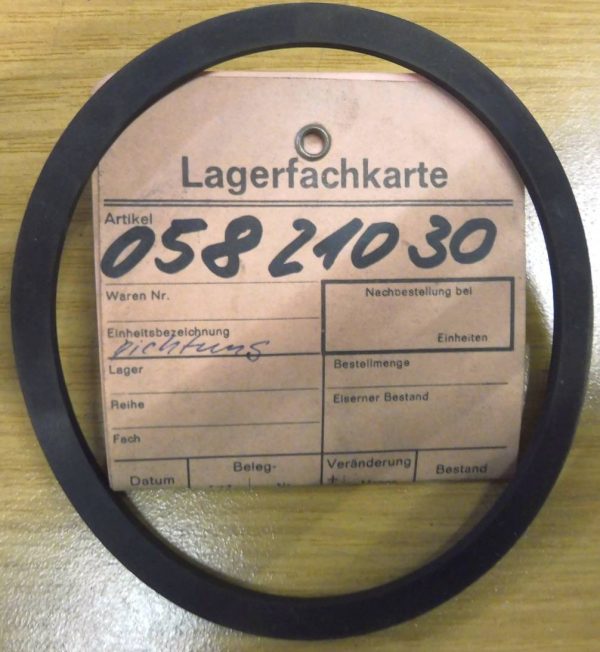 Lagerfachkarte
Artikel
058 210 30
Waren Nr.
Nachbestellung bei
Einheiten
Einheitsbezeichnung
Dichtung
Lager
Bestellmenge
Reihe
Eiserner Bestand
Fach
Datum
Beleg-
Veränderung
Bestand